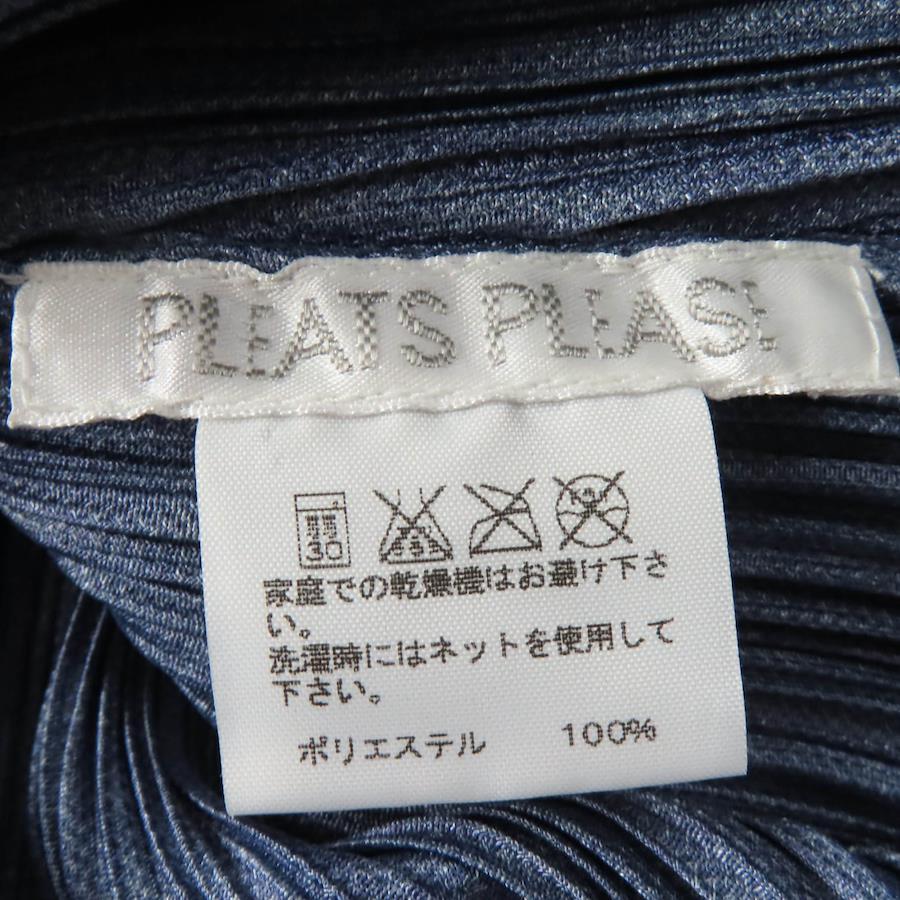 PLEATS PLEASE
30
家庭での乾燥機はお避け下さ
い。
洗濯時にはネットを使用して
下さい。
ポリエステル 100%